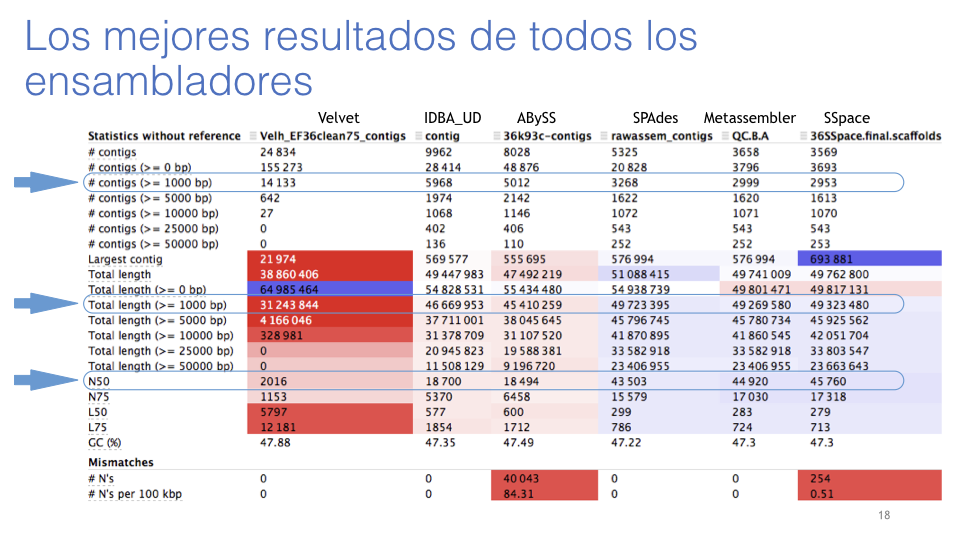 Los mejores resultados de todos los
ensambladores
Velvet IDBA_UD ABySS SPAdes Metassembler SSpace
Statistics without reference Velh_EF36clean75_contigs contig 36k93c-contigs rawassem_contigs QC.B.A 36SSpace.final.scaffolds
# contigs 24 834 9962 8028 5325 3658 3569
# contigs (>= 0 bp) 155 273 28 414 48 876 20 828 3796 3693
# contigs (>= 1000 bp) 14 133 5968 5012 3268 2999 2953
# contigs (>= 5000 bp) 642 1974 2142 1622 1620 1613
# contigs (>= 10000 bp) 27 1068 1146 1072 1071 1070
# contigs (>= 25000 bp) 0 402 406 543 543 543
# contigs (>= 50000 bp) 0 136 110 252 252 253
Largest contig 21 974 569 577 555 695 576 994 576 994 693 881
Total length 38 860 406 49 447 983 47 492 219 51 088 415 49 741 009 49 762 800
Total length (>= 0 bp) 64 985 464 54 828 531 55 434 480 54 938 739 49 801 471 49 817 131
Total length (>= 1000 bp) 31 243 844 46 669 953 45 410 259 49 723 395 49 269 580 49 323 480
Total length (>= 5000 bp) 4 166 046 37 711 001 38 045 645 45 796 745 45 780 734 45 925 562
Total length (>= 10000 bp) 328 981 31 378 709 31 107 520 41 870 895 41 860 545 42 051 704
Total length (>= 25000 bp) 0 20 945 823 19 588 381 33 582 918 33 582 918 33 803 547
Total length (>= 50000 bp) 0 11 508 129 9 196 720 23 406 955 23 406 955 23 663 643
N50 2016 18 700 18 494 43 503 44 920 45 760
N75 1153 5370 6458 15 579 17 030 17 318
L50 5797 577 600 299 283 279
L75 12 181 1854 1712 786 724 713
GC (%) 47.88 47.35 47.49 47.22 47.3 47.3
Mismatches
# N's 0 0 40 043 0 0 254
# N's per 100 kbp 0 0 84.31 0 0 0.51
18